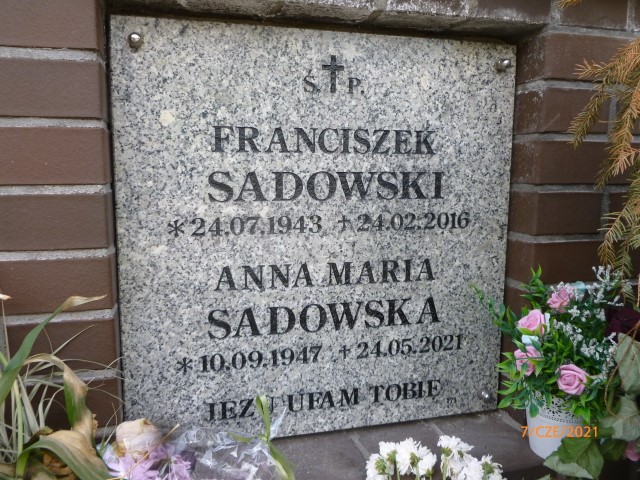 Ś.✝P.
FRANCISZEK
SADOWSKI
*24.07.1943 ✝24.02.2016
ANNA MARIA
SADOWSKA
*10.09.1947 ✝24.05.2021
JEZU UFAM TOBIE
7·CZE 2021